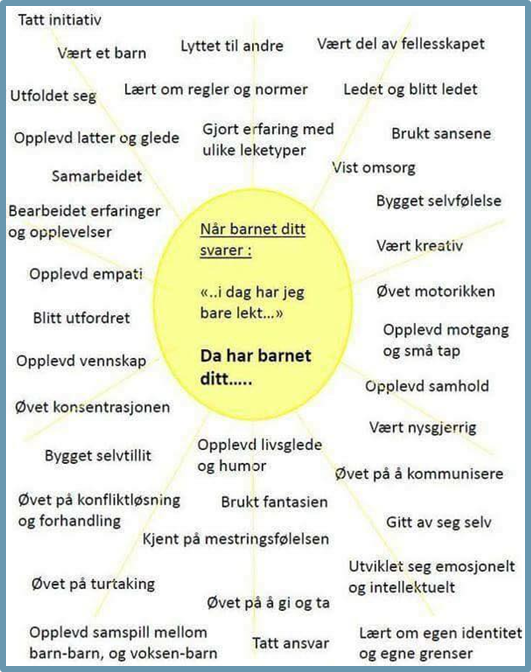 Tatt initiativ
Vært et barn
Lyttet til andre
Vært del av fellesskapet
Utfoldet seg
Lært om regler og normer
Ledet og blitt ledet
Opplevd latter og glede
Gjort erfaring med
ulike leketyper
Brukt sansene
Vist omsorg
Samarbeidet
Bygget selvfølelse
Bearbeidet erfaringer
og opplevelser
Når barnet ditt
svarer :
«..i dag har jeg
bare lekt...»
Da har barnet
ditt.....
Vært kreativ
Opplevd empati
Øvet motorikken
Blitt utfordret
Opplevd motgang
og små tap
Opplevd vennskap
Opplevd samhold
Øvet konsentrasjonen
Vært nysgjerrig
Bygget selvtillit
Opplevd livsglede
og humor
Øvet på å kommunisere
Øvet på konfliktløsning
og forhandling
Brukt fantasien
Gitt av seg selv
Kjent på mestringsfølelsen
Utviklet seg emosjonelt
og intellektuelt
Øvet på turtaking
Øvet på å gi og ta
Opplevd samspill mellom
barn-barn, og voksen-barn
Tatt ansvar
Lært om egen identitet
og egne grenser